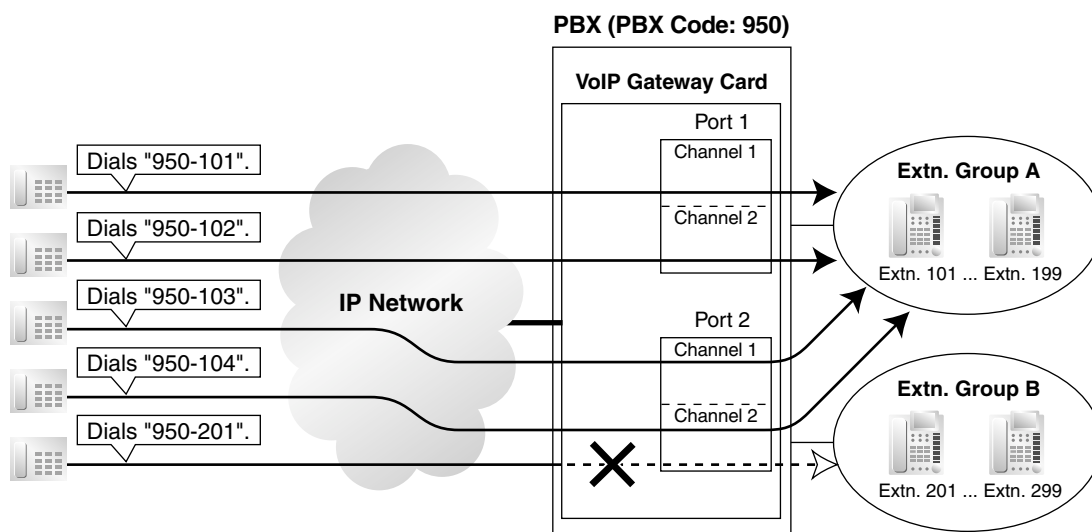 PBX (PBX Code: 950)
VoIP Gateway Card
Port 1
Channel 1
Channel 2
Dials "950-101".
Dials "950-102".
Dials "950-103".
Dials "950-104".
Dials "950-201".
IP Network
Port 2
Channel 1
Channel 2
Extn. Group A
Extn. 101 ... Extn. 199
Extn. Group B
Extn. 201 ... Extn. 299